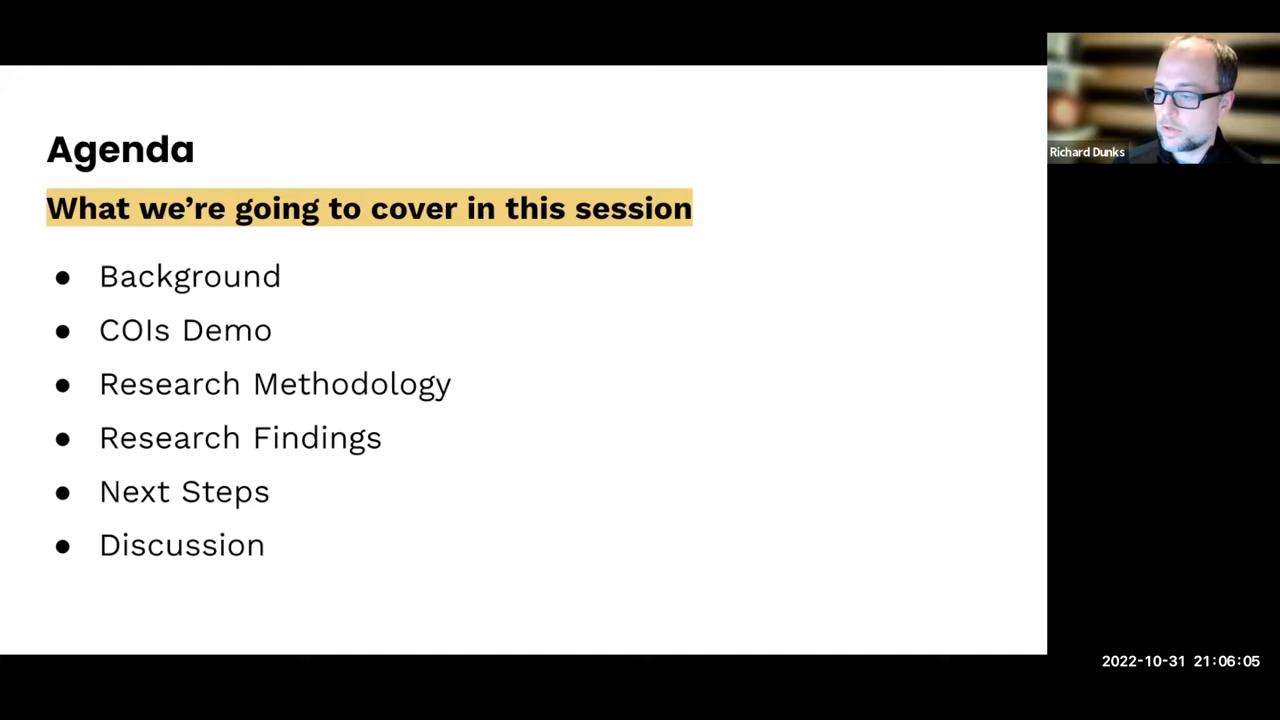 Agenda
What we’re going to cover in this session
● Background
● COIs Demo
● Research Methodology
● Research Findings
● Next Steps
● Discussion
Richard Dunks
2022-10-31 21:06:05